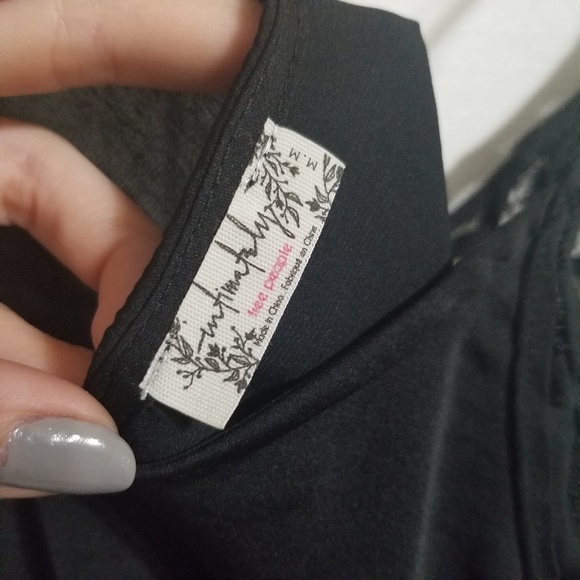 M.M
intimately
free people
Made in China. Fabriqué en Chine